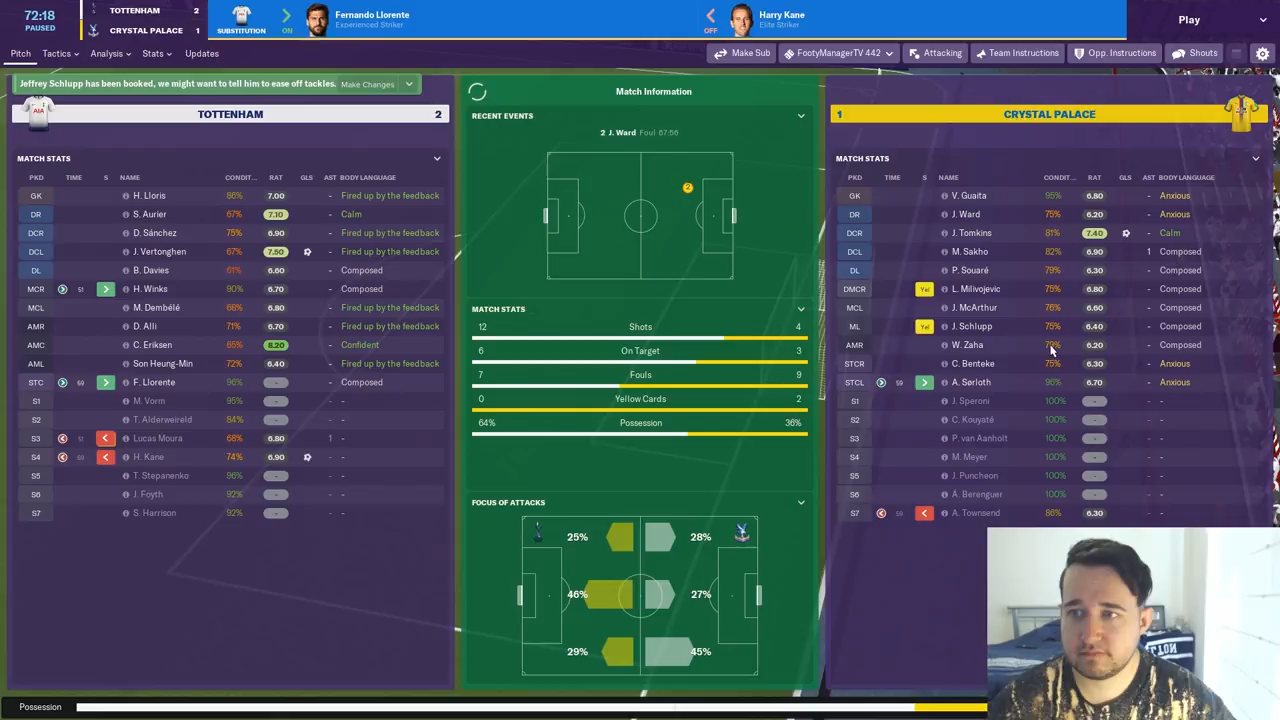 72:18
PAUSED
TOTTENHAM 2
CRYSTAL PALACE 1
SUBSTITUTION
ON
Fernando Llorente
Experienced Striker
OFF
Harry Kane
Elite Striker
Play
Pitch Tactics Analysis Stats Updates
Make Sub FootyManagerTV 442 Attacking Team Instructions Opp. Instructions Shouts
Jeffrey Schlupp has been booked, we might want to tell him to ease off tackles. Make Changes
AIA
TOTTENHAM 2
MATCH STATS
PKD TIME S NAME CONDIT... RAT GLS AST BODY LANGUAGE
GK H. Lloris 86% 7.00 - Fired up by the feedback
DR S. Aurier 67% 7.10 - Calm
DCR D. Sánchez 75% 6.90 - Fired up by the feedback
DCL J. Vertonghen 67% 7.50 - Fired up by the feedback
DL B. Davies 61% 6.60 - Composed
MCR 51 H. Winks 90% 6.70 - Composed
MCL M. Dembélé 68% 6.80 - Fired up by the feedback
AMR D. Alli 71% 6.70 - Fired up by the feedback
AMC C. Eriksen 65% 8.20 - Confident
AML Son Heung-Min 72% 6.40 - Fired up by the feedback
STC 69 F. Llorente 96% - - Composed
S1 M. Vorm 95% - - -
S2 T. Alderweireld 84% - - -
S3 51 Lucas Moura 68% 6.80 1 -
S4 69 H. Kane 74% 6.90 - -
S5 T. Stepanenko 96% - - -
S6 J. Foyth 92% - - -
S7 S. Harrison 92% - - -
Match Information
RECENT EVENTS
2 J. Ward Foul 67:56
2
MATCH STATS
12 Shots 4
6 On Target 3
7 Fouls 9
0 Yellow Cards 2
64% Possession 36%
FOCUS OF ATTACKS
25% 28%
46% 27%
29% 45%
1 CRYSTAL PALACE
MATCH STATS
PKD TIME S NAME CONDIT... RAT GLS AST BODY LANGUAGE
GK V. Guaita 95% 6.80 - Anxious
DR J. Ward 75% 6.20 - Anxious
DCR J. Tomkins 81% 7.40 - Calm
DCL M. Sakho 82% 6.90 1 Composed
DL P. Souaré 79% 6.30 - Composed
DMCR Yel L. Milivojevic 75% 6.80 - Composed
MCL J. McArthur 76% 6.60 - Composed
ML Yel J. Schlupp 75% 6.40 - Composed
AMR W. Zaha 79% 6.20 - Composed
STCR C. Benteke 75% 6.30 - Anxious
STCL 59 A. Sørloth 96% 6.70 - Anxious
S1 J. Speroni 100% - - -
S2 C. Kouyaté 100% - - -
S3 P. van Aanholt 100% - - -
S4 M. Meyer 100% - - -
S5 J. Puncheon 100% - - -
S6 Á. Berenguer 100% - - -
S7 59 A. Townsend 86% 6.30 - -
Possession